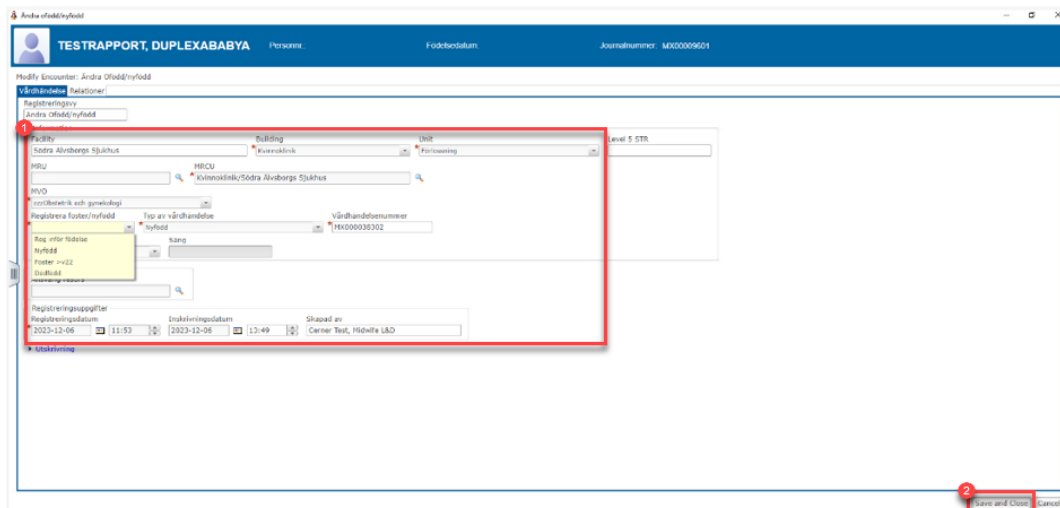 Ändra ofödd/nyfödd
TESTRAPPORT, DUPLEXABABYA Personnr.: Födelsedatum: Journalnummer: MX00009601
Modify Encounter: Ändra Ofödd/nyfödd
Vårdhändelse Relationer
Registreringsvy
Ändra Ofödd/nyfödd
1
Facility Building Unit Level 5 STR
Södra Älvsborgs Sjukhus * Kvinnoklinik * Förlossning
MRU MRCU
* Kvinnoklinik/Södra Älvsborgs Sjukhus
MVO
* cccObstetrik och gynekologi
Registrera foster/nyfödd Typ av vårdhändelse Vårdhändelsenummer
* * Nyfödd * MX000038302
Reg inför födelse
Säng
Nyfödd
Foster >v22
Dödfödd
Registreringsuppgifter
Registreringsdatum Inskrivningsdatum Skapad av
* 2023-12-06 11:53 2023-12-06 13:49 Cerner Test, Midwife L&D
Utskrivning
2
Save and Close Cancel